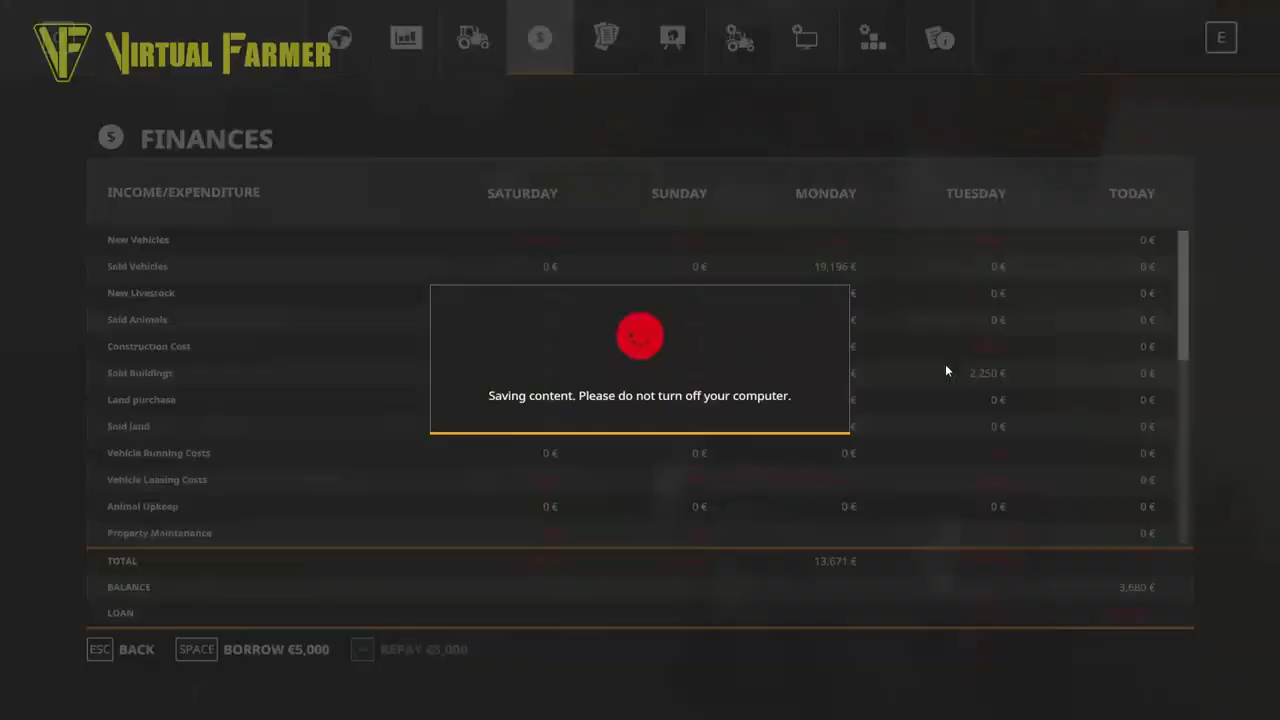 VF VIRTUAL FARMER
E
$ FINANCES
INCOME/EXPENDITURE SATURDAY SUNDAY MONDAY TUESDAY TODAY
New Vehicles 0 €
Sold Vehicles 0 € 0 € 19,196 € 0 € 0 €
New Livestock € 0 € 0 €
Sold Animals € 0 € 0 €
Construction Cost € 0 €
Sold Buildings € 2,250 € 0 €
Land purchase € 0 € 0 €
Sold land € 0 € 0 €
Vehicle Running Costs 0 € 0 € 0 € 0 €
Vehicle Leasing Costs 0 €
Animal Upkeep 0 € 0 € 0 € 0 € 0 €
Property Maintenance 0 €
Saving content. Please do not turn off your computer.
TOTAL 13,671 €
BALANCE 3,680 €
LOAN
ESC BACK SPACE BORROW €5,000 REPAY €5,000